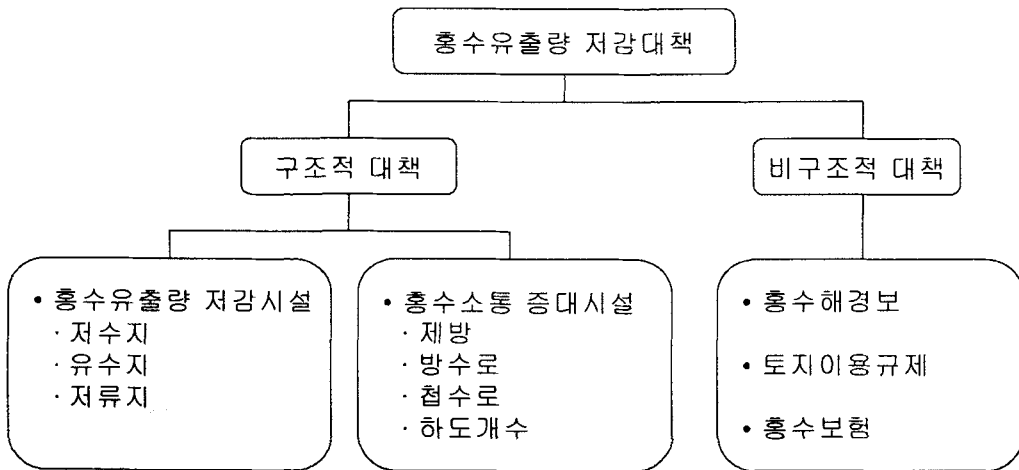 홍수유출량 저감대책
구조적 대책
비구조적 대책
• 홍수유출량 저감시설
· 저수지
· 유수지
· 저류지
• 홍수소통 증대시설
· 제방
· 방수로
· 첩수로
· 하도개수
• 홍수해경보
• 토지이용규제
• 홍수보험